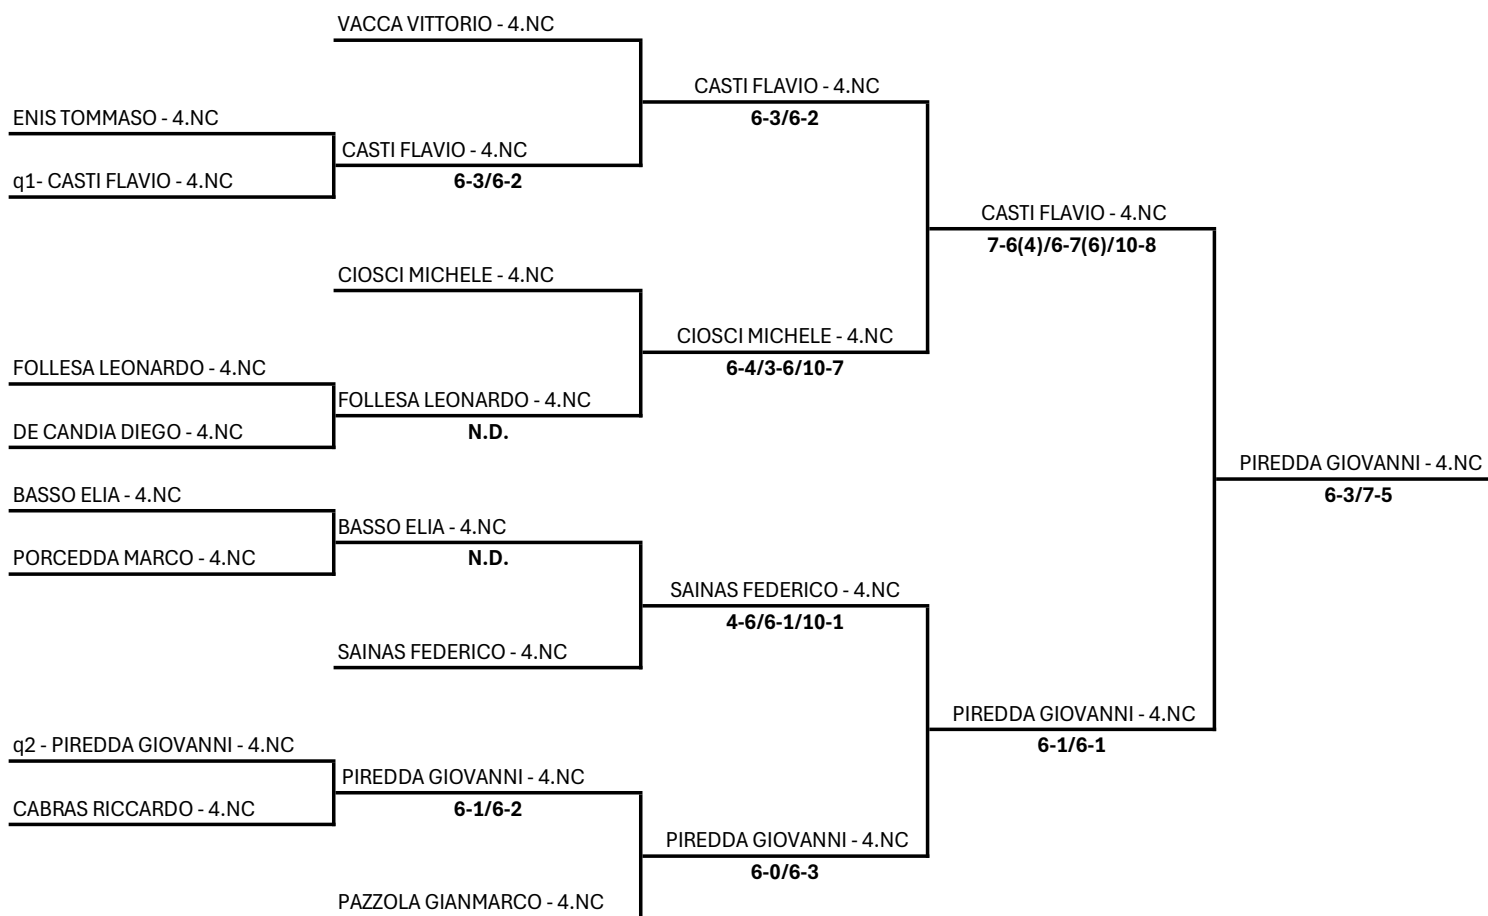 VACCA VITTORIO - 4.NC
CASTI FLAVIO - 4.NC
6-3/6-2
ENIS TOMMASO - 4.NC
CASTI FLAVIO - 4.NC
6-3/6-2
q1- CASTI FLAVIO - 4.NC
CASTI FLAVIO - 4.NC
7-6(4)/6-7(6)/10-8
CIOSCI MICHELE - 4.NC
CIOSCI MICHELE - 4.NC
6-4/3-6/10-7
FOLLESA LEONARDO - 4.NC
FOLLESA LEONARDO - 4.NC
N.D.
DE CANDIA DIEGO - 4.NC
PIREDDA GIOVANNI - 4.NC
6-3/7-5
BASSO ELIA - 4.NC
BASSO ELIA - 4.NC
N.D.
PORCEDDA MARCO - 4.NC
SAINAS FEDERICO - 4.NC
4-6/6-1/10-1
SAINAS FEDERICO - 4.NC
PIREDDA GIOVANNI - 4.NC
6-1/6-1
q2 - PIREDDA GIOVANNI - 4.NC
PIREDDA GIOVANNI - 4.NC
6-1/6-2
CABRAS RICCARDO - 4.NC
PIREDDA GIOVANNI - 4.NC
6-0/6-3
PAZZOLA GIANMARCO - 4.NC